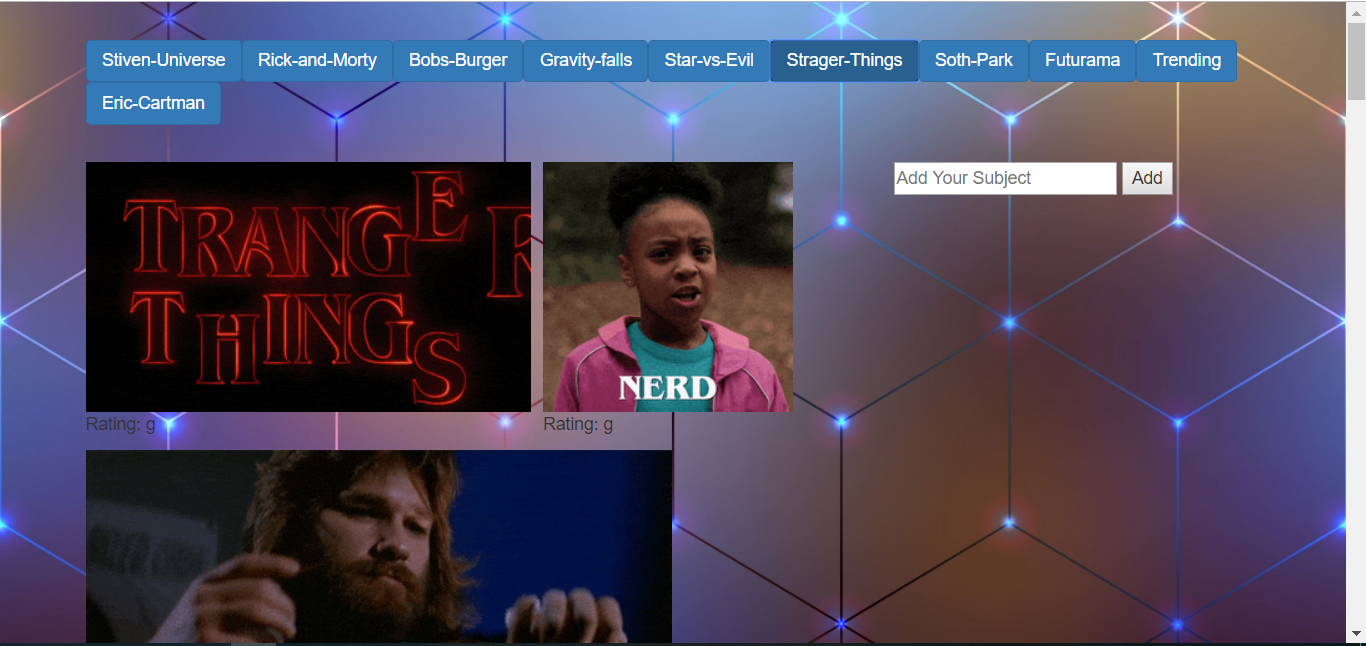 Stiven-Universe Rick-and-Morty Bobs-Burger Gravity-falls Star-vs-Evil Strager-Things Soth-Park Futurama Trending
Eric-Cartman
Add Your Subject Add
TRANGE R
THINGS
NERD
Rating: g Rating: g